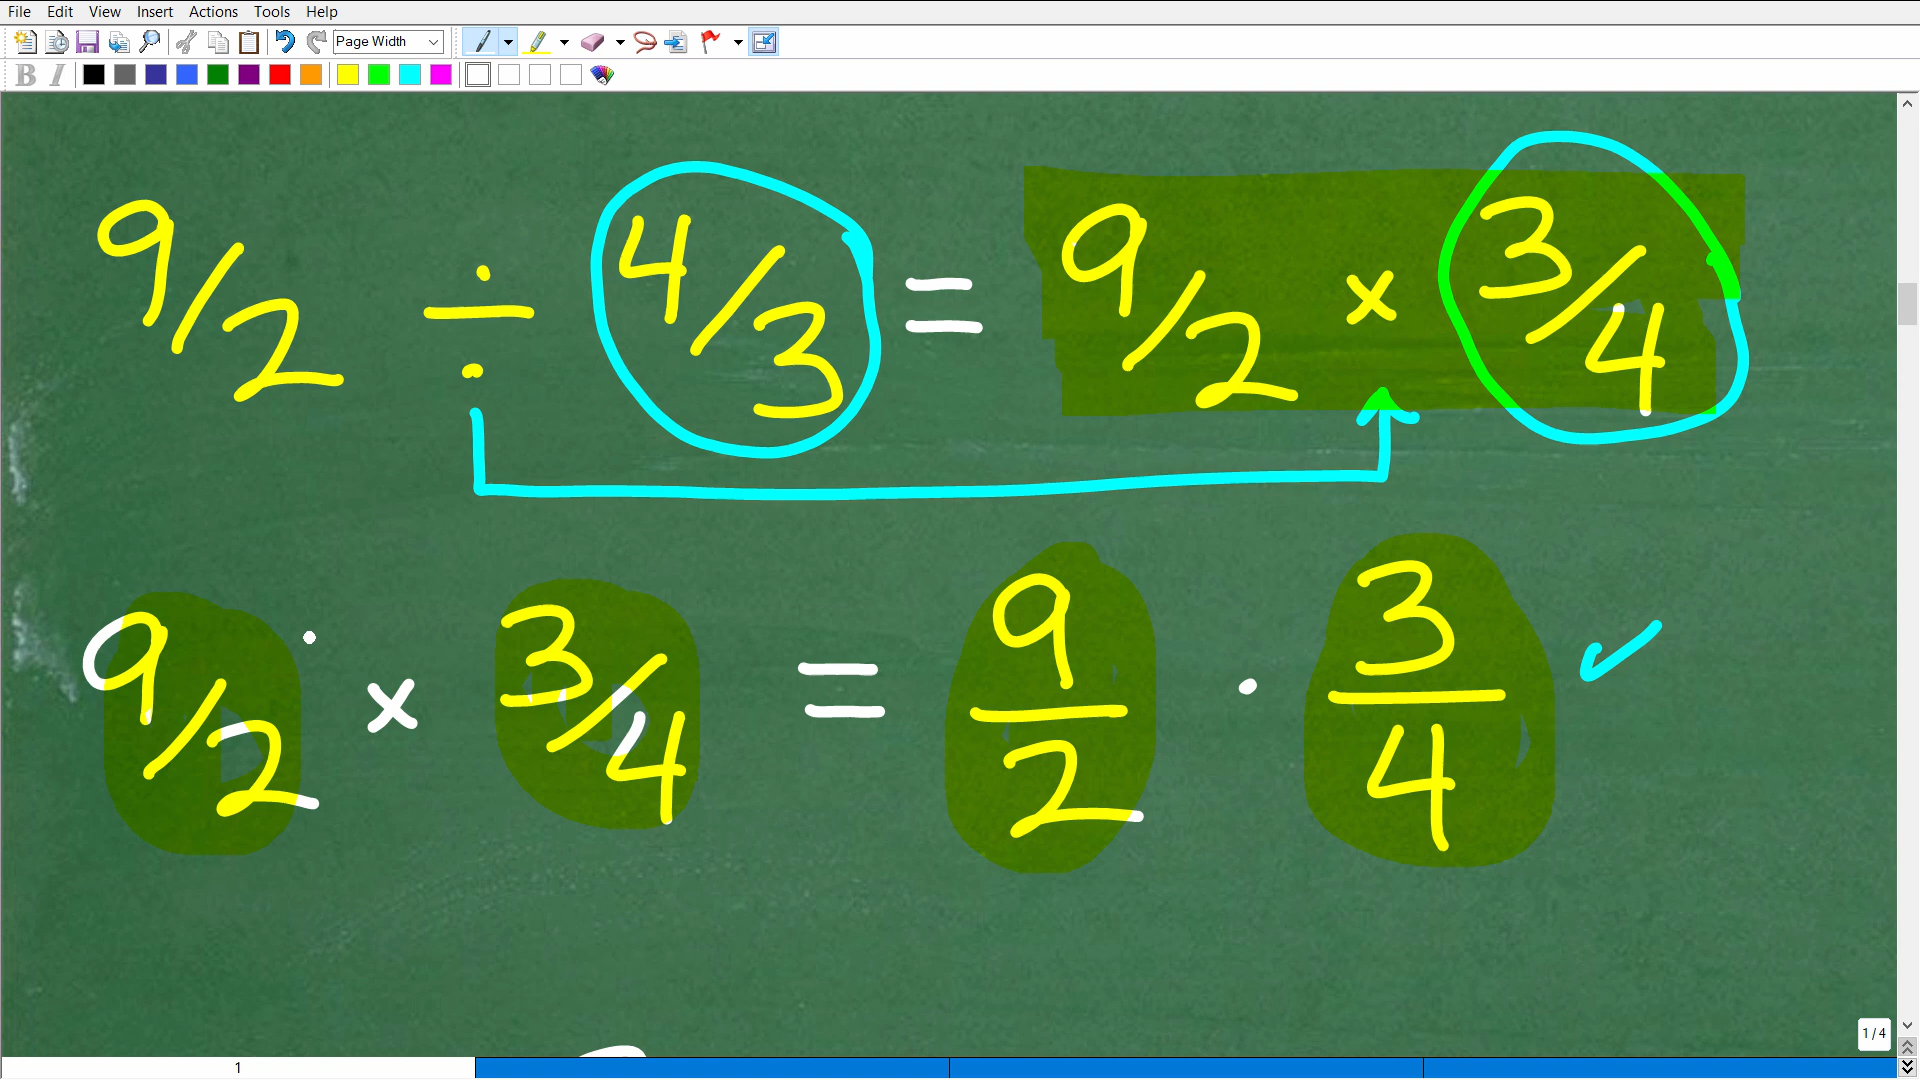 File Edit View Insert Actions Tools Help
Page Width
B I
9/2 ÷ 4/3 = 9/2 × 3/4
9/2 × 3/4 = 9/2 · 3/4
1 / 4
1